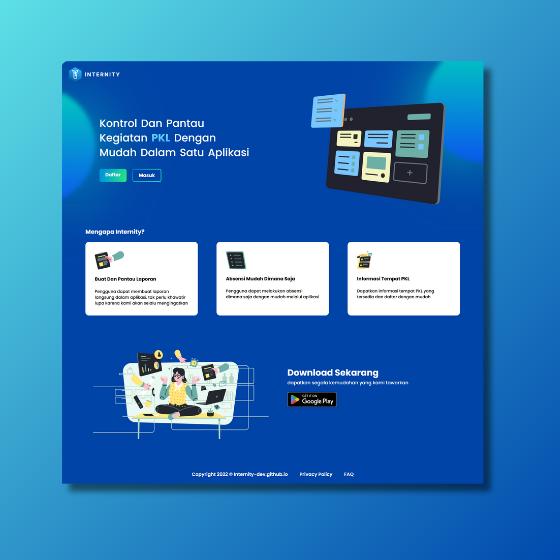 INTERNITY
Kontrol Dan Pantau
Kegiatan PKL Dengan
Mudah Dalam Satu Aplikasi
Daftar
Masuk
Mengapa Internity?
Buat Dan Pantau Laporan
Pengguna dapat membuat laporan
langsung dalam aplikasi, tak perlu khawatir
lupa karena kami akan selalu mengingatkan
Absensi Mudah Dimana Saja
Pengguna dapat melakukan absensi
dimana saja dengan mudah melalui aplikasi
Informasi Tempat PKL
Dapatkan informasi tempat PKL yang
tersedia dan daftar dengan mudah
Download Sekarang
dapatkan segala kemudahan yang kami tawarkan
GET IT ON
Google Play
Copyright 2022 © internity-dev.github.io
Privacy Policy
FAQ